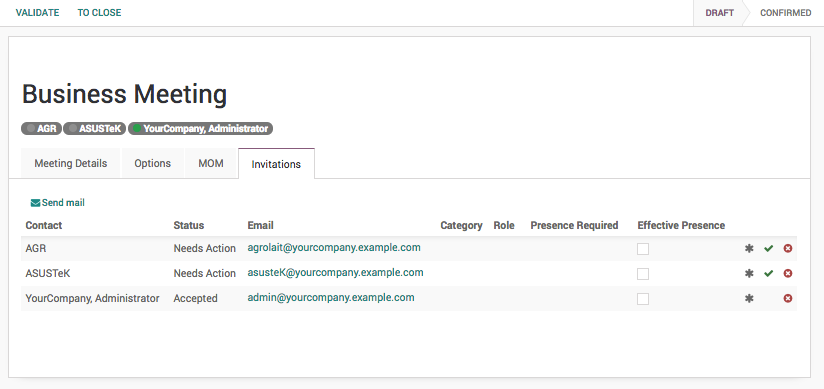 VALIDATE TO CLOSE DRAFT CONFIRMED
Business Meeting
AGR ASUSTeK YourCompany, Administrator
Meeting Details Options MOM Invitations
Send mail
Contact Status Email Category Role Presence Required Effective Presence
AGR Needs Action agrolait@yourcompany.example.com
ASUSTeK Needs Action asusteK@yourcompany.example.com
YourCompany, Administrator Accepted admin@yourcompany.example.com